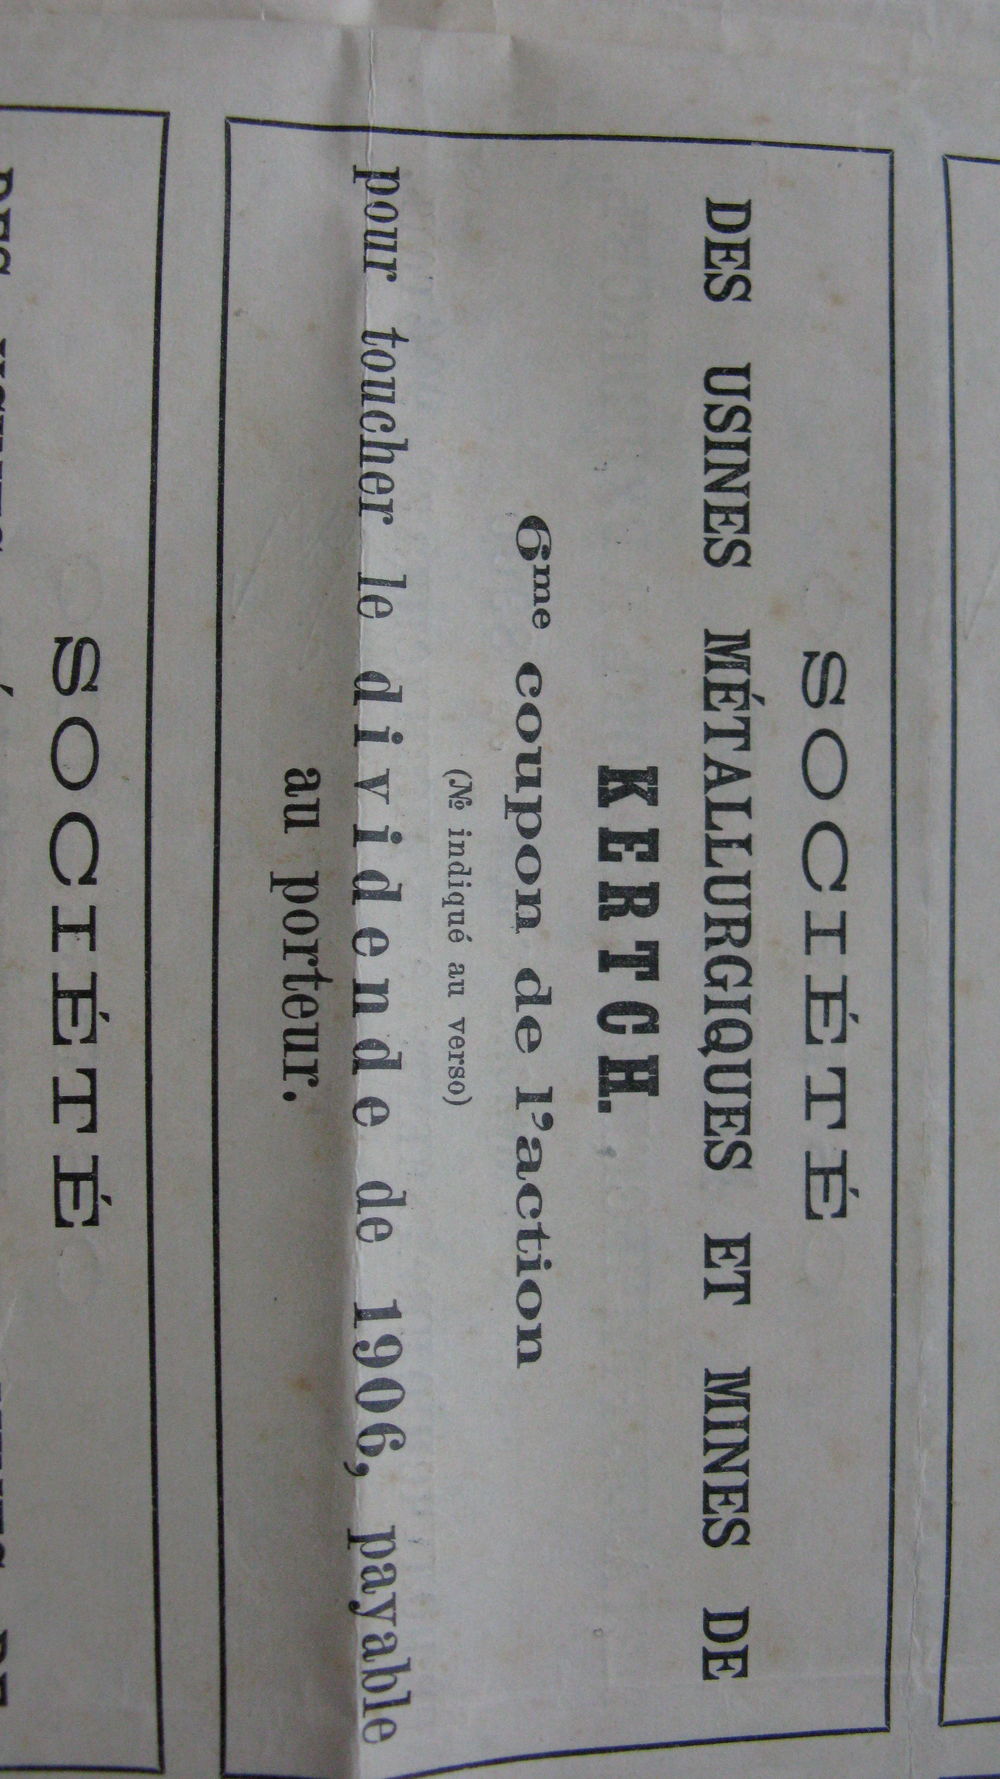 SOCIÉTÉ
DES USINES MÉTALLURGIQUES ET MINES DE
KERTCH.
6me coupon de l'action
(№ indiqué au verso)
pour toucher le dividende de 1906, payable
au porteur.
SOCIÉTÉ